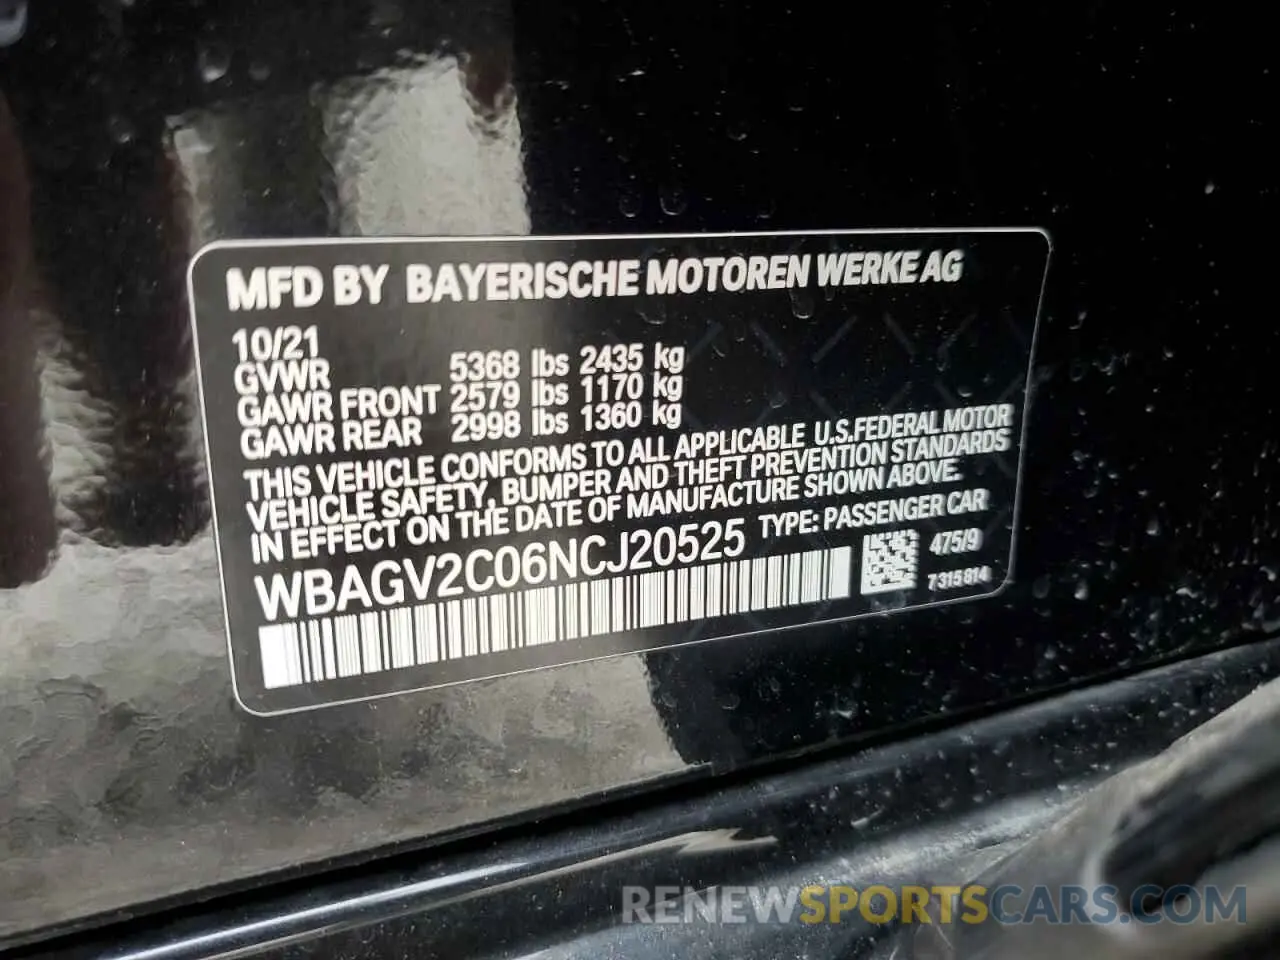 MFD BY BAYERISCHE MOTOREN WERKE AG
10/21
GVWR 5368 lbs 2435 kg
GAWR FRONT 2579 lbs 1170 kg
GAWR REAR 2998 lbs 1360 kg
THIS VEHICLE CONFORMS TO ALL APPLICABLE U.S.FEDERAL MOTOR
VEHICLE SAFETY, BUMPER AND THEFT PREVENTION STANDARDS
IN EFFECT ON THE DATE OF MANUFACTURE SHOWN ABOVE.
WBAGV2C06NCJ20525 TYPE: PASSENGER CAR
475/9
7315814
RENEWSPORTSCARS.COM